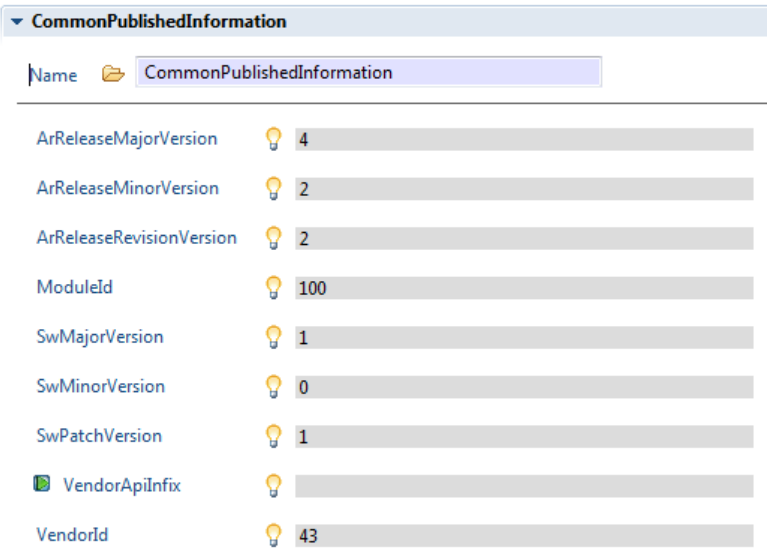 CommonPublishedInformation
Name CommonPublishedInformation
ArReleaseMajorVersion 4
ArReleaseMinorVersion 2
ArReleaseRevisionVersion 2
ModuleId 100
SwMajorVersion 1
SwMinorVersion 0
SwPatchVersion 1
VendorApiInfix
VendorId 43